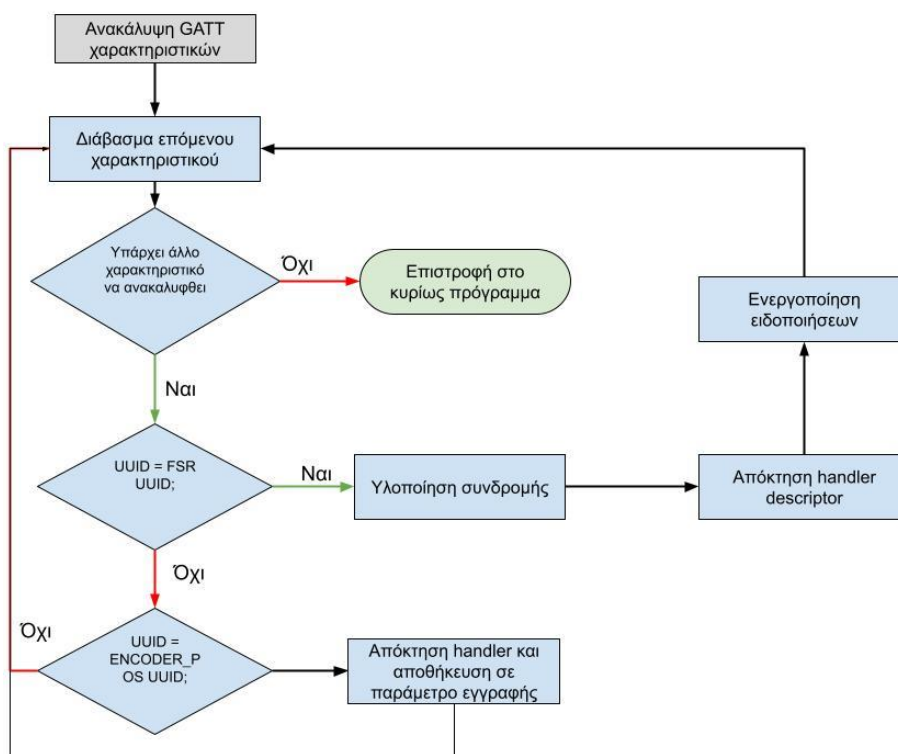 Ανακάλυψη GATT
χαρακτηριστικών
Διάβασμα επόμενου
χαρακτηριστικού
Υπάρχει άλλο
χαρακτηριστικό
να ανακαλυφθει
Όχι
Επιστροφή στο
κυρίως πρόγραμμα
Ενεργοποίηση
ειδοποιήσεων
Ναι
UUID = FSR
UUID;
Ναι
Υλοποίηση συνδρομής
Απόκτηση handler
descriptor
Όχι
Όχι
UUID =
ENCODER_P
OS UUID;
Απόκτηση handler και
αποθήκευση σε
παράμετρο εγγραφής